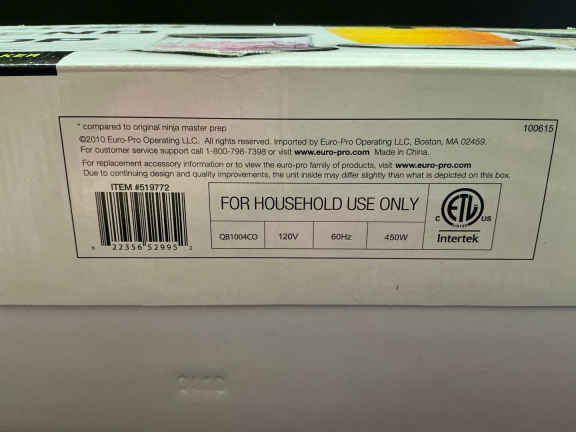 KER
* compared to original ninja master prep
100615
©2010 Euro-Pro Operating LLC. All rights reserved. Imported by Euro-Pro Operating LLC, Boston, MA 02459.
For customer service support call 1-800-798-7398 or visit www.euro-pro.com Made in China.
For replacement accessory information or to view the euro-pro family of products, visit www.euro-pro.com
Due to continuing design and quality improvements, the unit inside may differ slightly than what is depicted on this box.
ITEM #519772
6 22356 52995 2
FOR HOUSEHOLD USE ONLY
QB1004CO 120V 60Hz 450W
C ETL US
LISTED
Intertek